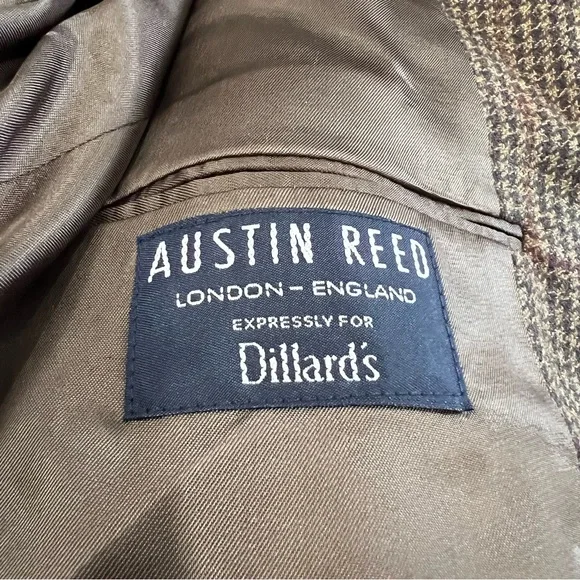 AUSTIN REED
LONDON – ENGLAND
EXPRESSLY FOR
Dillard's